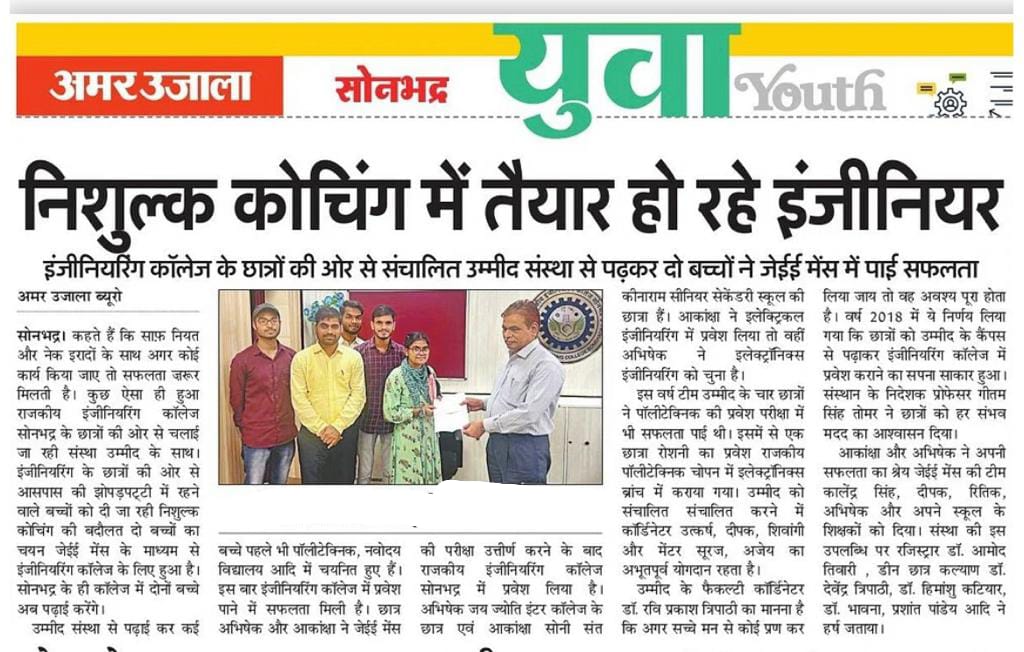 अमर उजाला
सोनभद्र
युवा
Youth
निशुल्क कोचिंग में तैयार हो रहे इंजीनियर
इंजीनियरिंग कॉलेज के छात्रों की ओर से संचालित उम्मीद संस्था से पढ़कर दो बच्चों ने जेईई मेंस में पाई सफलता
अमर उजाला ब्यूरो
सोनभद्र। कहते हैं कि साफ़ नियत
और नेक इरादों के साथ अगर कोई
कार्य किया जाए तो सफलता ज़रूर
मिलती है। कुछ ऐसा ही हुआ
राजकीय इंजीनियरिंग कॉलेज
सोनभद्र के छात्रों की ओर से चलाई
जा रही संस्था उम्मीद के साथ।
इंजीनियरिंग के छात्रों की ओर से
आसपास की झोपड़पट्टी में रहने
वाले बच्चों को दी जा रही निशुल्क
कोचिंग की बदौलत दो बच्चों का
चयन जेईई मेंस के माध्यम से
इंजीनियरिंग कॉलेज के लिए हुआ है।
सोनभद्र के ही कॉलेज में दोनों बच्चे
अब पढ़ाई करेंगे।
उम्मीद संस्था से पढ़ाई कर कई
बच्चे पहले भी पॉलीटेक्निक, नवोदय
विद्यालय आदि में चयनित हुए हैं।
इस बार इंजीनियरिंग कॉलेज में प्रवेश
पाने में सफलता मिली है। छात्र
अभिषेक और आकांक्षा ने जेईई मेंस
की परीक्षा उत्तीर्ण करने के बाद
राजकीय इंजीनियरिंग कॉलेज
सोनभद्र में प्रवेश लिया है।
अभिषेक जय ज्योति इंटर कॉलेज के
छात्र एवं आकांक्षा सोनी संत
कीनाराम सीनियर सेकेंडरी स्कूल की
छात्रा हैं। आकांक्षा ने इलेक्ट्रिकल
इंजीनियरिंग में प्रवेश लिया तो वहीं
अभिषेक ने इलेक्ट्रॉनिक्स
इंजीनियरिंग को चुना है।
इस वर्ष टीम उम्मीद के चार छात्रों
ने पॉलीटेक्निक की प्रवेश परीक्षा में
भी सफलता पाई थी। इसमें से एक
छात्रा रोशनी का प्रवेश राजकीय
पॉलीटेक्निक चोपन में इलेक्ट्रॉनिक्स
ब्रांच में कराया गया। उम्मीद को
संचालित संचालित करने में
कॉर्डिनेटर उत्कर्ष, दीपक, शिवांगी
और मेंटर सूरज, अजेय का
अभूतपूर्व योगदान रहता है।
उम्मीद के फैकल्टी कॉर्डिनेटर
डॉ. रवि प्रकाश त्रिपाठी का मानना है
कि अगर सच्चे मन से कोई प्रण कर
लिया जाय तो वह अवश्य पूरा होता
है। वर्ष 2018 में ये निर्णय लिया
गया कि छात्रों को उम्मीद के कैंपस
से पढ़ाकर इंजीनियरिंग कॉलेज में
प्रवेश कराने का सपना साकार हुआ।
संस्थान के निदेशक प्रोफेसर गीतम
सिंह तोमर ने छात्रों को हर संभव
मदद का आश्वासन दिया।
आकांक्षा और अभिषेक ने अपनी
सफलता का श्रेय जेईई मेंस की टीम
कालेंद्र सिंह, दीपक, रितिक,
अभिषेक और अपने स्कूल के
शिक्षकों को दिया। संस्था की इस
उपलब्धि पर रजिस्ट्रार डॉ. आमोद
तिवारी , डीन छात्र कल्याण डॉ.
देवेंद्र त्रिपाठी, डॉ. हिमांशु कटियार,
डॉ. भावना, प्रशांत पांडेय आदि ने
हर्ष जताया।